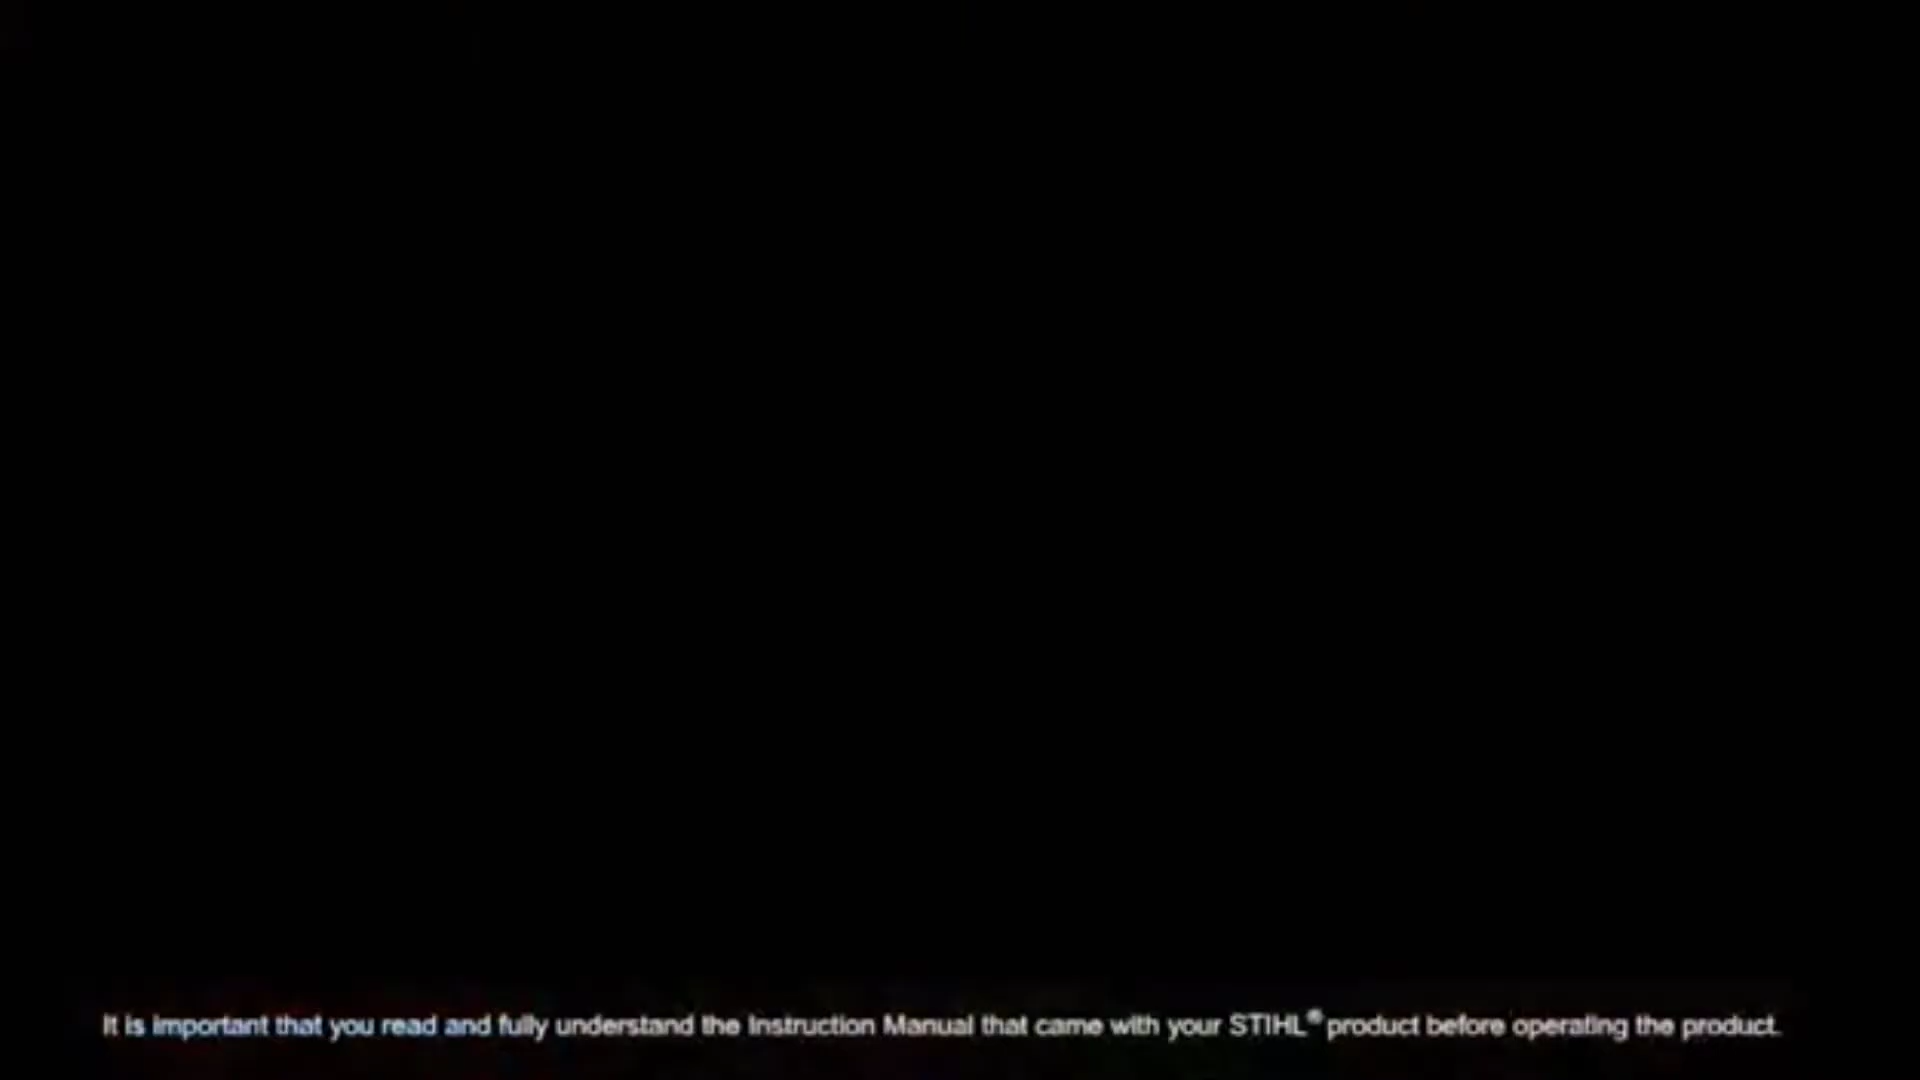 It is important that you read and fully understand the Instruction Manual that came with your STIHL® product before operating the product.